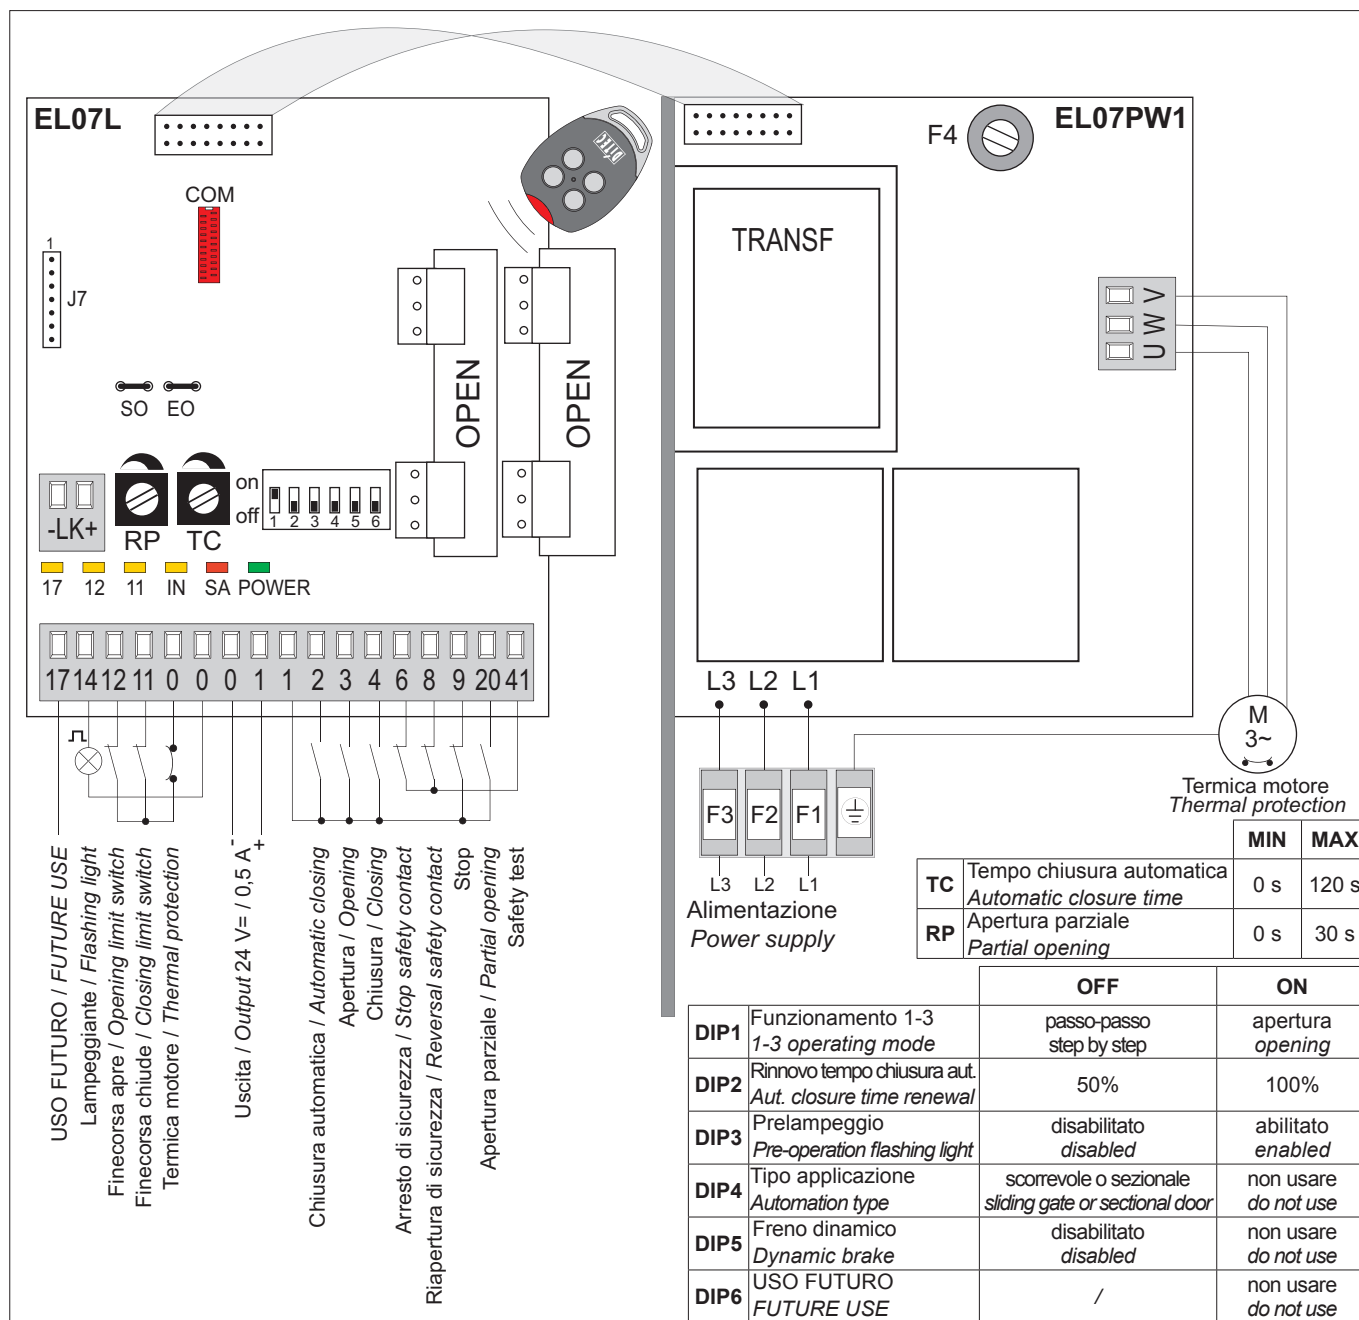 EL07L
EL07PW1
F4
COM
DITEC
TRANSF
1
J7
V
W
U
OPEN
OPEN
SO EO
on
off
1 2 3 4 5 6
-LK+
RP TC
17 12 11 IN SA POWER
17 14 12 11 0 0 0 1 1 2 3 4 6 8 9 20 41
L3 L2 L1
M
3~
Termica motore
Thermal protection
F3 F2 F1
L3 L2 L1
Alimentazione
Power supply
USO FUTURO / FUTURE USE
Lampeggiante / Flashing light
Finecorsa apre / Opening limit switch
Finecorsa chiude / Closing limit switch
Termica motore / Thermal protection
Uscita / Output 24 V= / 0,5 A
-
+
Chiusura automatica / Automatic closing
Apertura / Opening
Chiusura / Closing
Arresto di sicurezza / Stop safety contact
Riapertura di sicurezza / Reversal safety contact
Stop
Apertura parziale / Partial opening
Safety test
MIN MAX
TC Tempo chiusura automatica 0 s 120 s
Automatic closure time
RP Apertura parziale 0 s 30 s
Partial opening
OFF ON
DIP1 Funzionamento 1-3 passo-passo apertura
1-3 operating mode step by step opening
DIP2 Rinnovo tempo chiusura aut. 50% 100%
Aut. closure time renewal
DIP3 Prelampeggio disabilitato abilitato
Pre-operation flashing light disabled enabled
DIP4 Tipo applicazione scorrevole o sezionale non usare
Automation type sliding gate or sectional door do not use
DIP5 Freno dinamico disabilitato non usare
Dynamic brake disabled do not use
DIP6 USO FUTURO / non usare
FUTURE USE do not use